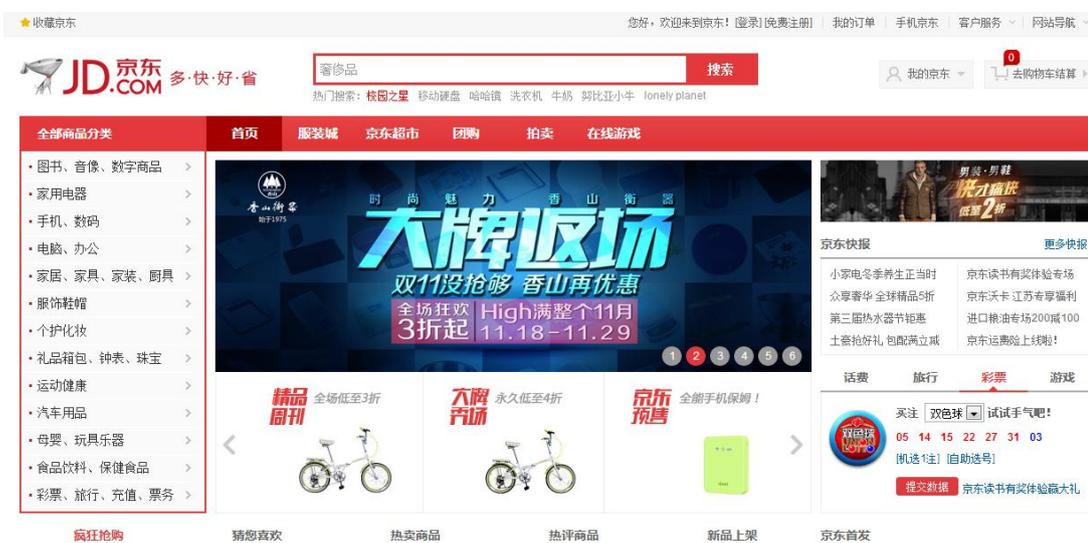 收藏京东
您好，欢迎来到京东！[登录][免费注册] 我的订单 手机京东 客户服务 网站导航
JD.COM 京东 多·快·好·省
奢侈品 搜索
我的京东 0 去购物车结算
热门搜索：校园之星 移动硬盘 哈哈镜 洗衣机 牛奶 努比亚小牛 lonely planet
全部商品分类 首页 服装城 京东超市 团购 拍卖 在线游戏
图书、音像、数字商品
家用电器
手机、数码
电脑、办公
家居、家具、家装、厨具
服饰鞋帽
个护化妆
礼品箱包、钟表、珠宝
运动健康
汽车用品
母婴、玩具乐器
食品饮料、保健食品
彩票、旅行、充值、票务
香山衡器
始于1975
时尚魅力 香山衡器
大牌返场
双11没抢够 香山再优惠
全场狂欢 High满整个11月
3折起 11.18-11.29
1 2 3 4 5 6
精品周刊 全场低至3折
大牌秀场 永久低至4折
京东预售 全能手机保姆！
男装·男鞋
快才痛快
低至2折
京东快报 更多快报
小家电冬季养生正当时 京东读书有奖体验专场
众享奢华 全球精品5折 京东沃卡 江苏专享福利
第三届热水器节钜惠 进口粮油专场200减100
土豪抢好礼 包配满立减 京东运费险上线啦！
话费 旅行 彩票 游戏
双色球
UNION LOTTO
买注 双色球 试试手气吧！
05 14 15 22 27 31 03
[机选1注] [自助选号]
提交数据 京东读书有奖体验赢大礼
疯狂抢购 猜您喜欢 热卖商品 热评商品 新品上架 京东首发